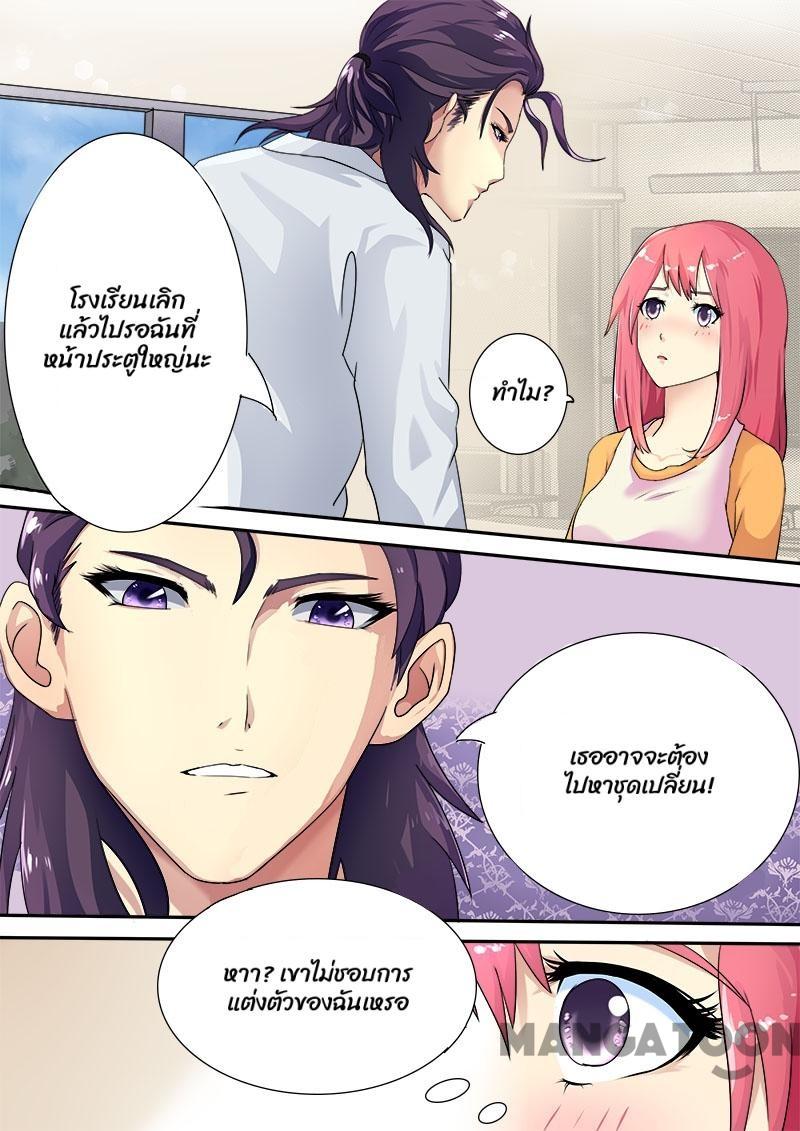 โรงเรียนเลิก
แล้วไปรอฉันที่
หน้าประตูใหญ่นะ
ทำไม?
เธออาจจะต้อง
ไปหาชุดเปลี่ยน!
หาา? เขาไม่ชอบการ
แต่งตัวของฉันเหรอ
MANGATOON